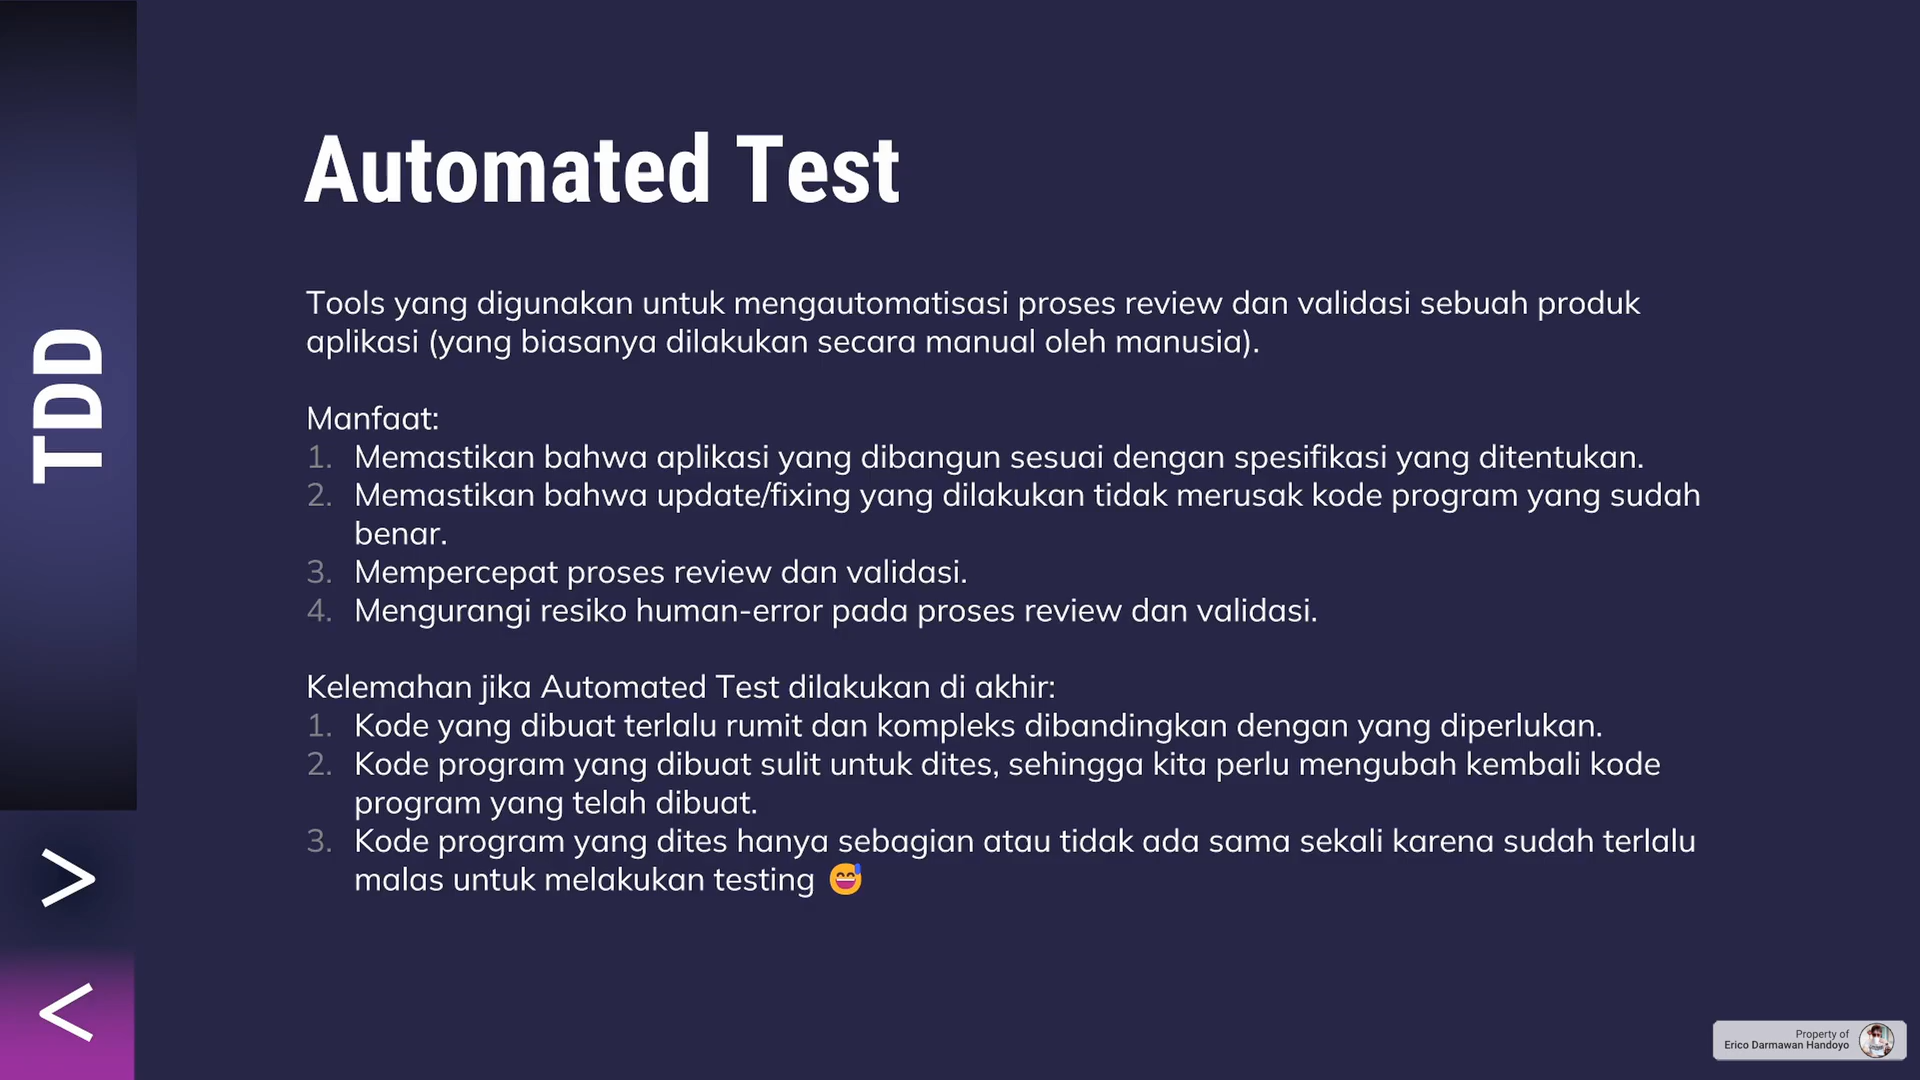 TDD
Automated Test
Tools yang digunakan untuk mengautomatisasi proses review dan validasi sebuah produk
aplikasi (yang biasanya dilakukan secara manual oleh manusia).
Manfaat:
1. Memastikan bahwa aplikasi yang dibangun sesuai dengan spesifikasi yang ditentukan.
2. Memastikan bahwa update/fixing yang dilakukan tidak merusak kode program yang sudah
benar.
3. Mempercepat proses review dan validasi.
4. Mengurangi resiko human-error pada proses review dan validasi.
Kelemahan jika Automated Test dilakukan di akhir:
1. Kode yang dibuat terlalu rumit dan kompleks dibandingkan dengan yang diperlukan.
2. Kode program yang dibuat sulit untuk dites, sehingga kita perlu mengubah kembali kode
program yang telah dibuat.
3. Kode program yang dites hanya sebagian atau tidak ada sama sekali karena sudah terlalu
malas untuk melakukan testing 😅
>
<
Property of
Erico Darmawan Handoyo